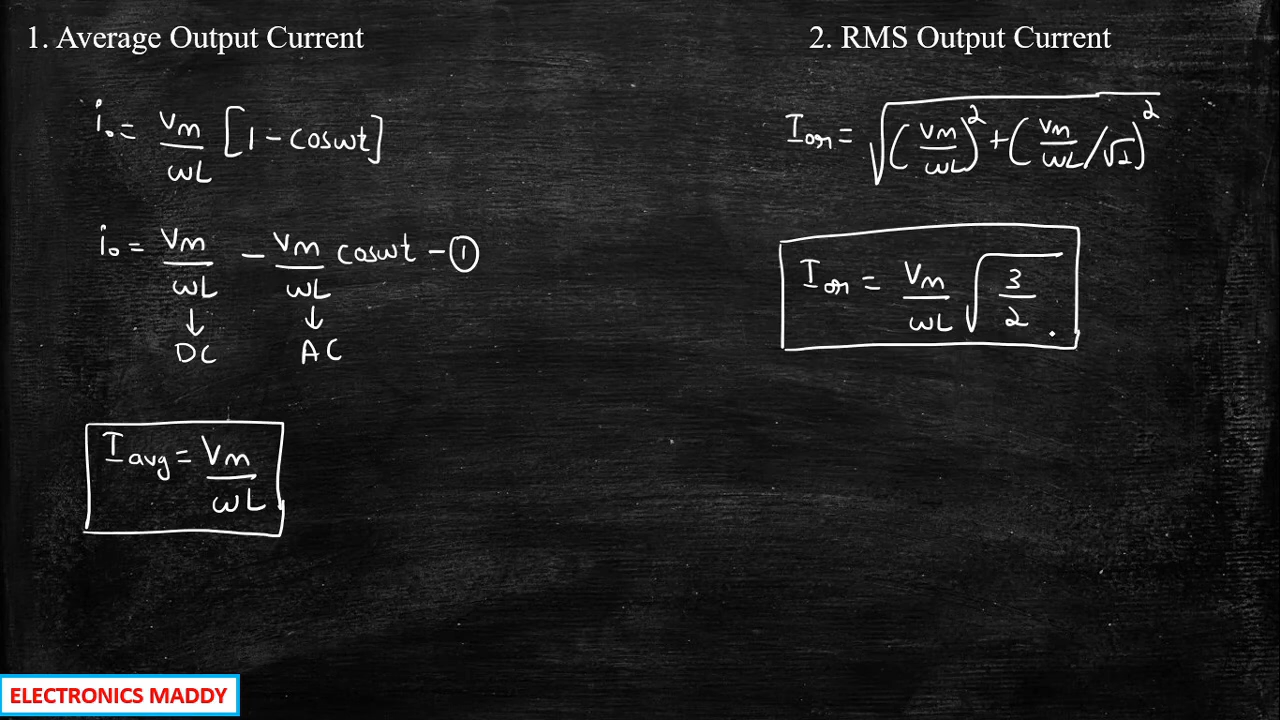 1. Average Output Current
i₀ = Vm/ωL [1 - cosωt]
i₀ = Vm/ωL - Vm/ωL cosωt - ①
↓ ↓
DC AC
Iavg = Vm/ωL
2. RMS Output Current
Ior = √((Vm/ωL)² + (Vm/ωL/√2)²)
Ior = Vm/ωL √(3/2).
ELECTRONICS MADDY